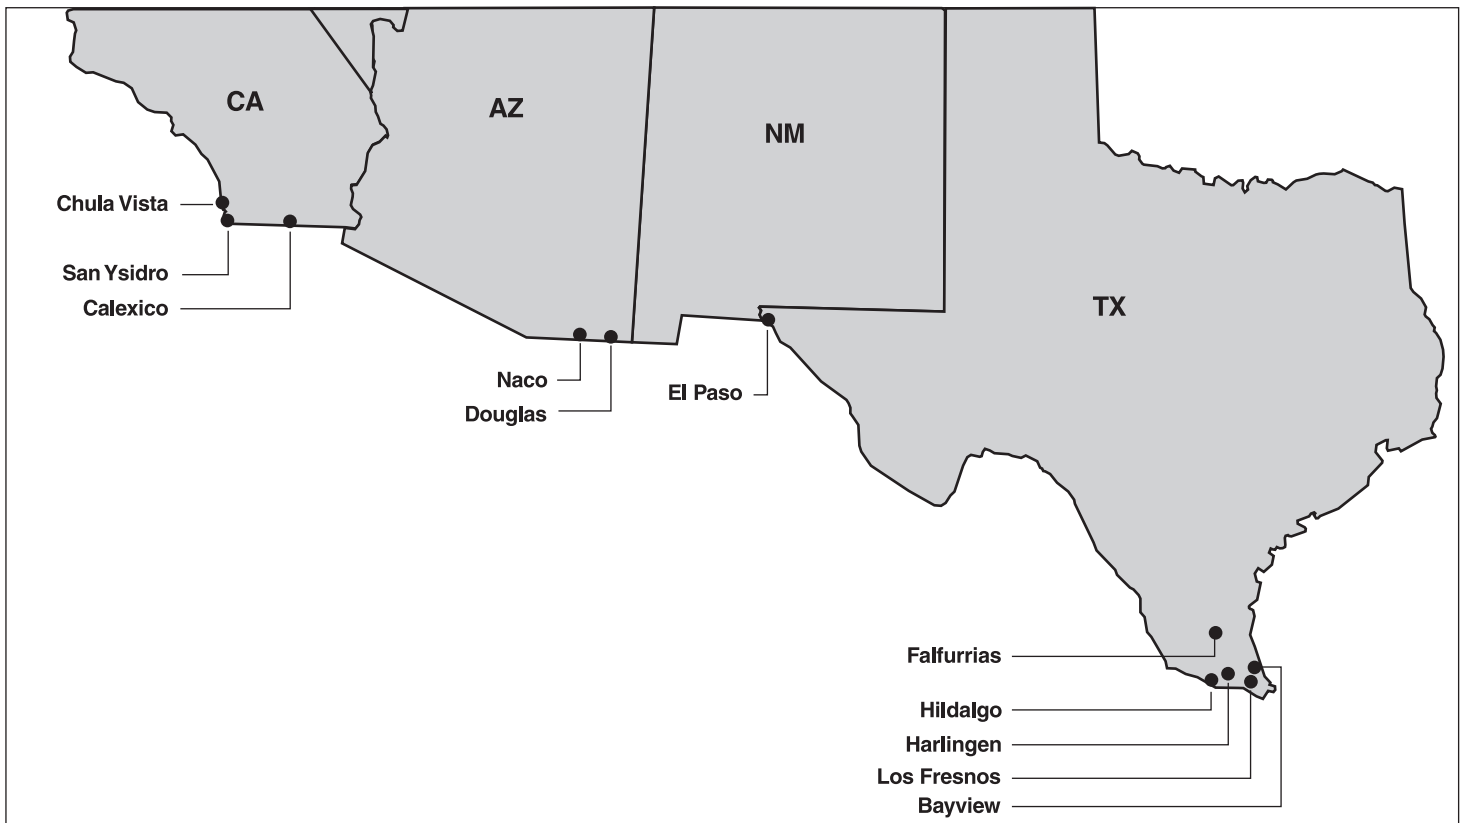 CA
AZ
NM
TX
Chula Vista
San Ysidro
Calexico
Naco
Douglas
El Paso
Falfurrias
Hildalgo
Harlingen
Los Fresnos
Bayview